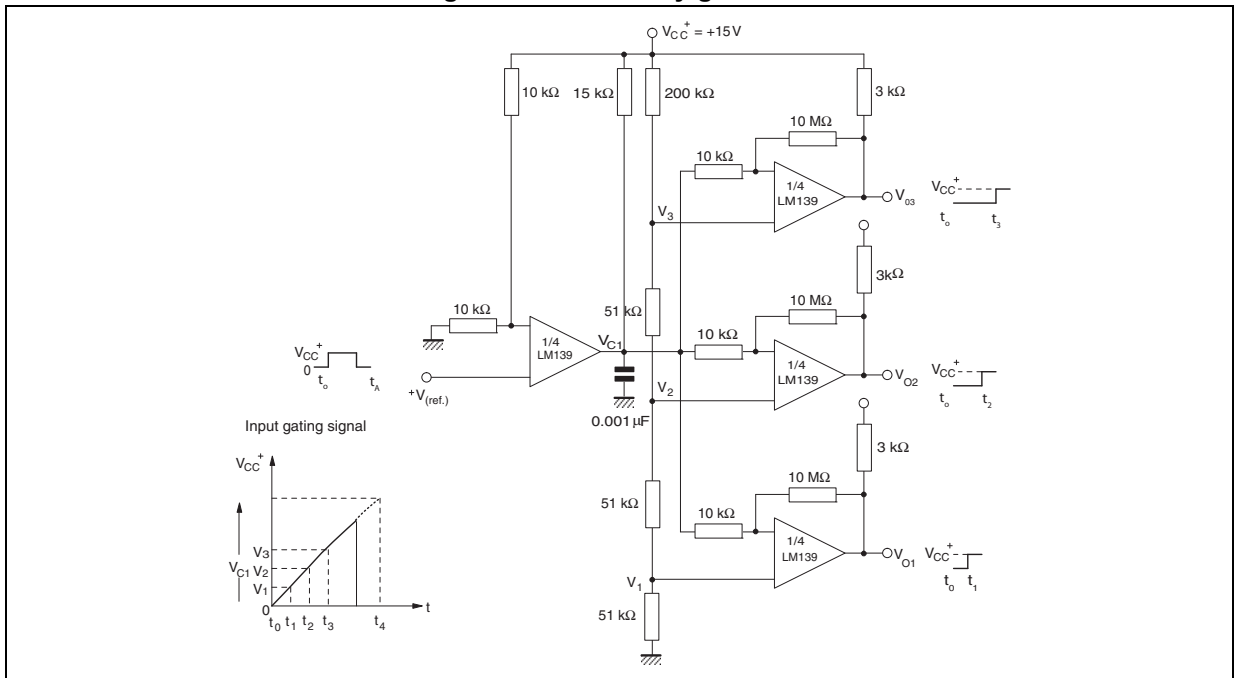 V_CC^+ = +15 V
10 kΩ
15 kΩ
200 kΩ
3 kΩ
10 MΩ
10 kΩ
1/4
LM139
V_03
V_CC^+
t_o t_3
V_3
3kΩ
51 kΩ
10 MΩ
10 kΩ
10 kΩ
1/4
LM139
V_C1
1/4
LM139
V_O2
V_CC^+
t_o t_2
V_CC^+
0
t_o t_A
+V_(ref.)
V_2
0.001 µF
Input gating signal
3 kΩ
V_CC^+
10 MΩ
51 kΩ
10 kΩ
1/4
LM139
V_O1
V_CC^+
t_0 t_1
V_3
V_C1 V_2
V_1
V_1
0
t
t_0 t_1 t_2 t_3 t_4
51 kΩ